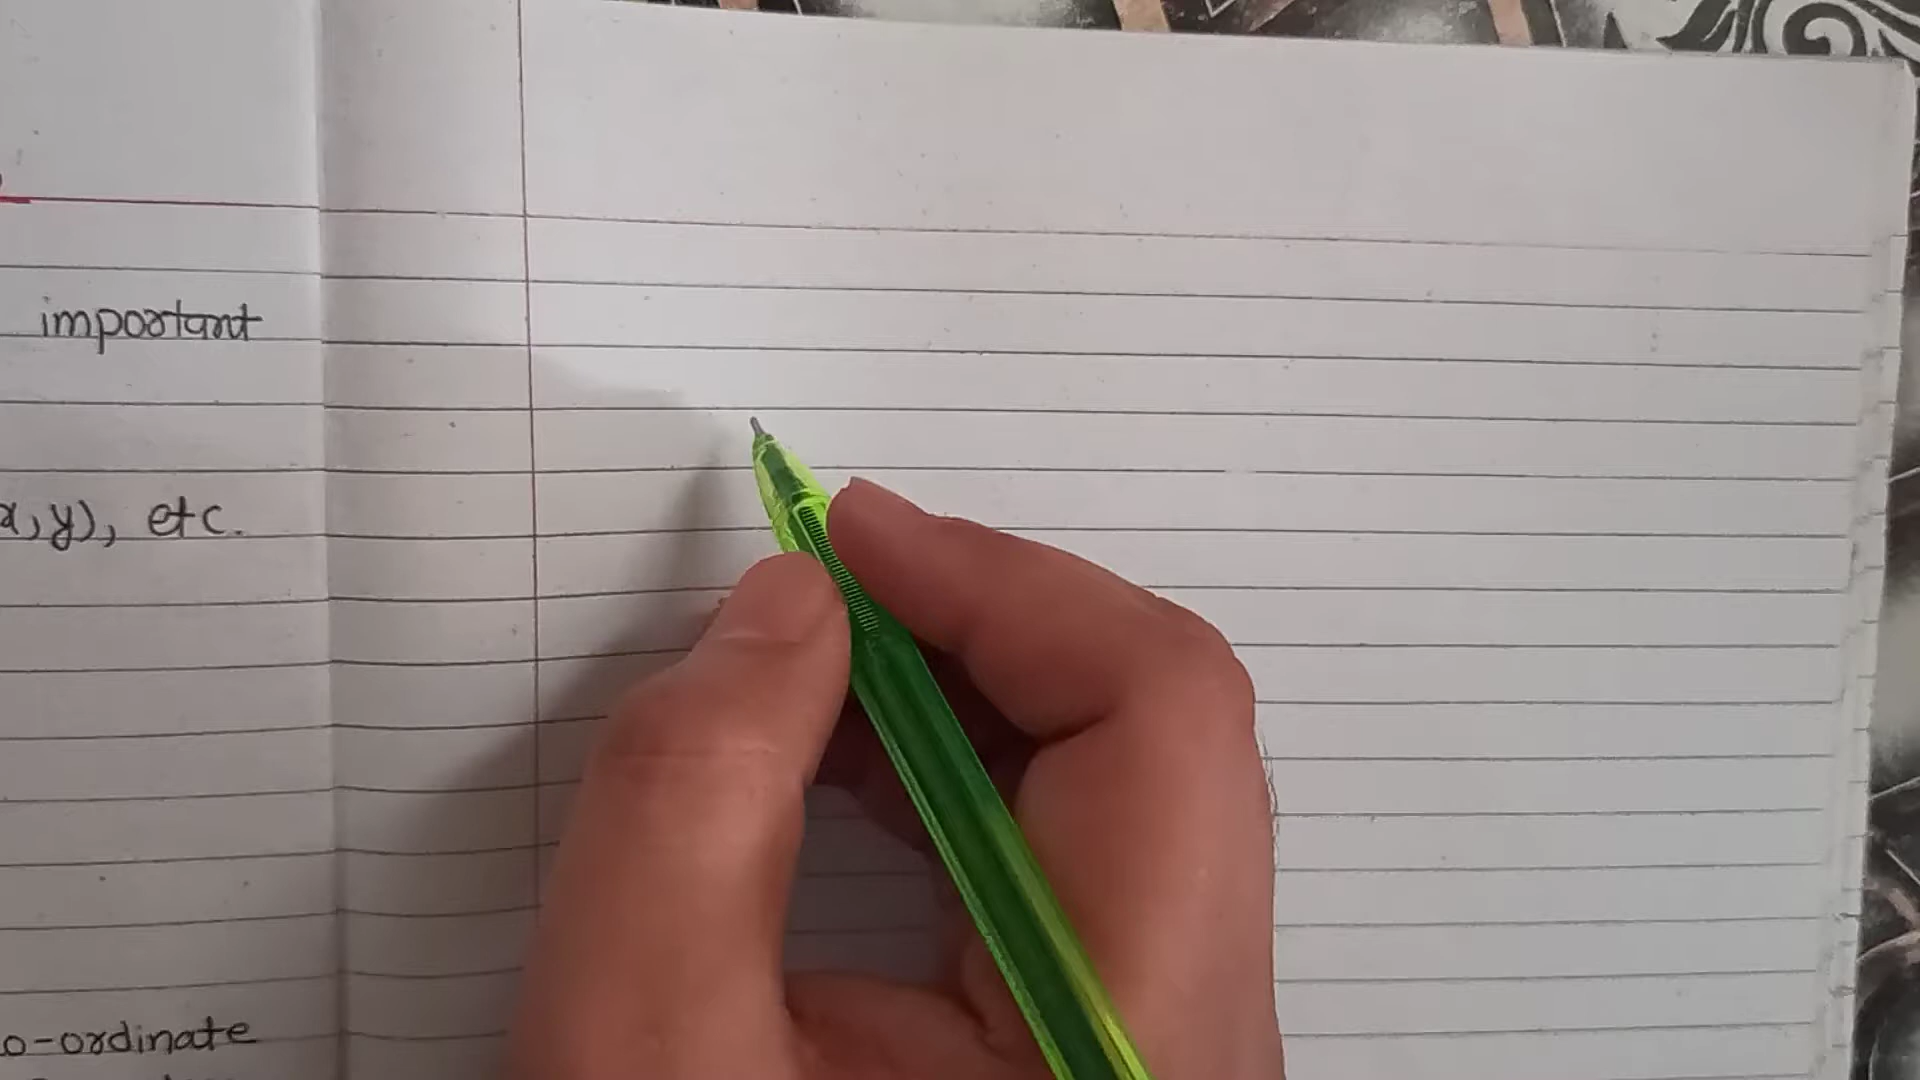 important
x,y), etc.
o-ordinate